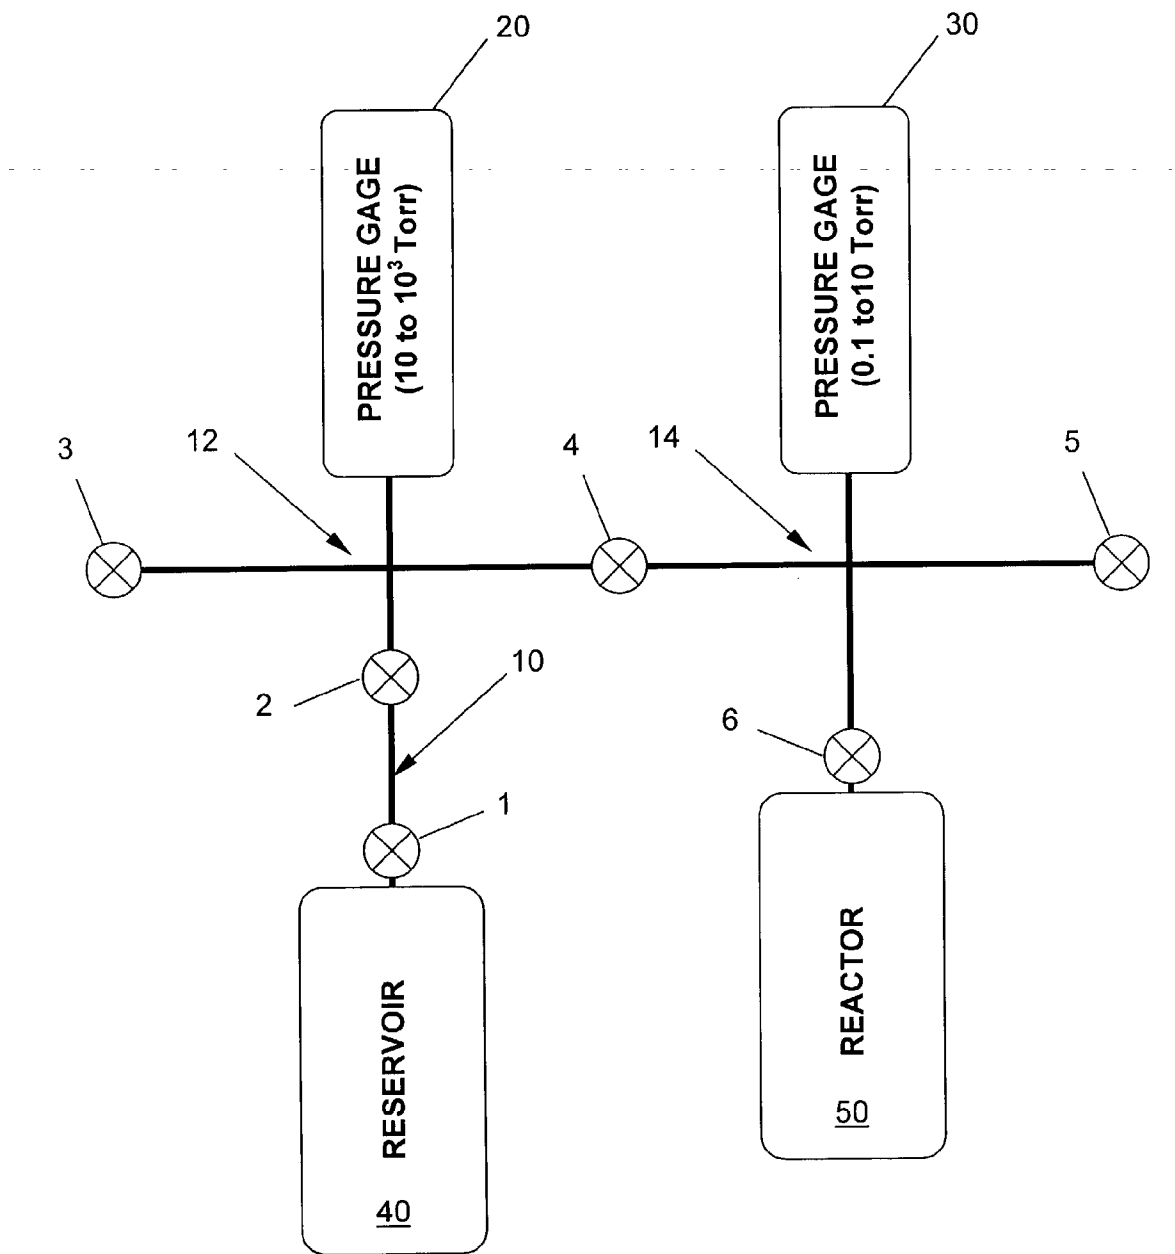 20
30
PRESSURE GAGE
(10 to 10³ Torr)
PRESSURE GAGE
(0.1 to10 Torr)
3
12
4
14
5
2
10
6
1
RESERVOIR
40
REACTOR
50